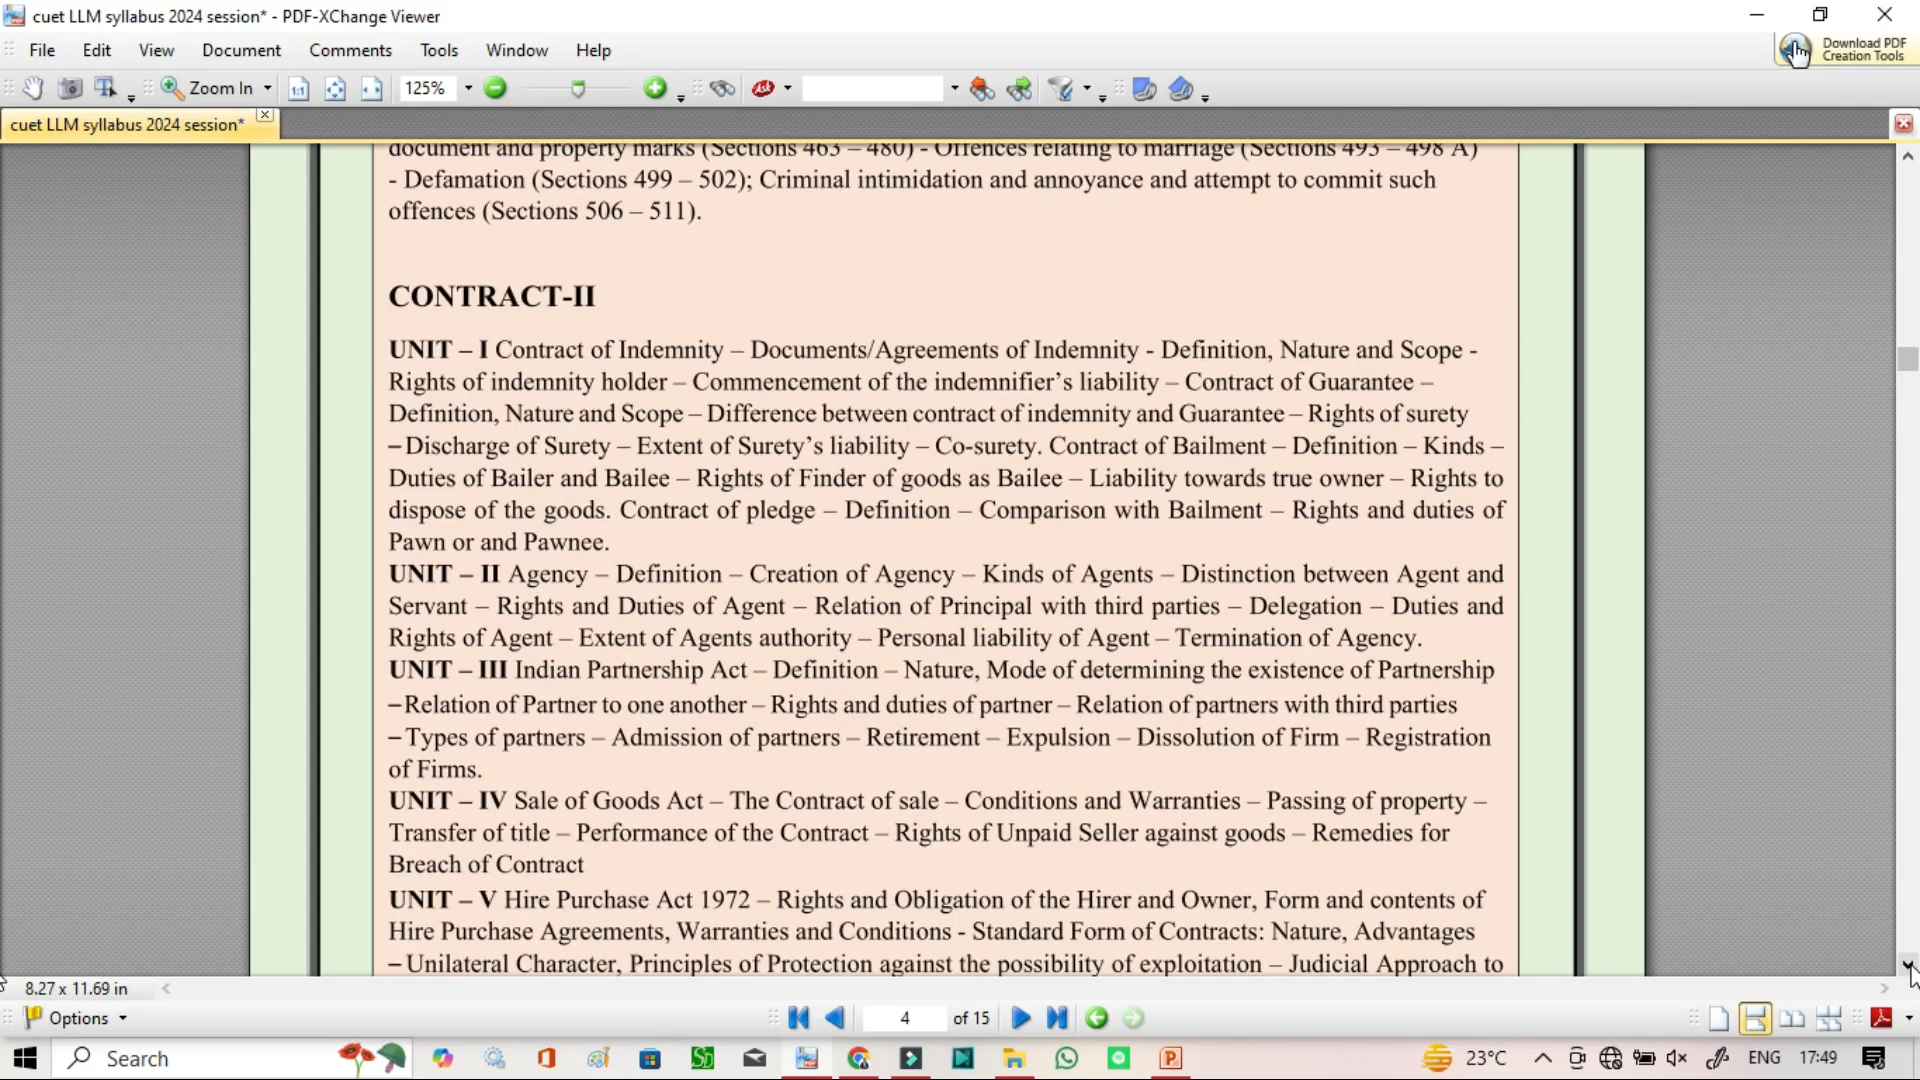 cuet LLM syllabus 2024 session* - PDF-XChange Viewer
File Edit View Document Comments Tools Window Help
Download PDF
Creation Tools
Zoom In 1:1 125%
cuet LLM syllabus 2024 session*
document and property marks (Sections 463 – 480) - Offences relating to marriage (Sections 493 – 498 A)
- Defamation (Sections 499 – 502); Criminal intimidation and annoyance and attempt to commit such
offences (Sections 506 – 511).
CONTRACT-II
UNIT – I Contract of Indemnity – Documents/Agreements of Indemnity - Definition, Nature and Scope -
Rights of indemnity holder – Commencement of the indemnifier’s liability – Contract of Guarantee –
Definition, Nature and Scope – Difference between contract of indemnity and Guarantee – Rights of surety
– Discharge of Surety – Extent of Surety’s liability – Co-surety. Contract of Bailment – Definition – Kinds –
Duties of Bailer and Bailee – Rights of Finder of goods as Bailee – Liability towards true owner – Rights to
dispose of the goods. Contract of pledge – Definition – Comparison with Bailment – Rights and duties of
Pawn or and Pawnee.
UNIT – II Agency – Definition – Creation of Agency – Kinds of Agents – Distinction between Agent and
Servant – Rights and Duties of Agent – Relation of Principal with third parties – Delegation – Duties and
Rights of Agent – Extent of Agents authority – Personal liability of Agent – Termination of Agency.
UNIT – III Indian Partnership Act – Definition – Nature, Mode of determining the existence of Partnership
– Relation of Partner to one another – Rights and duties of partner – Relation of partners with third parties
– Types of partners – Admission of partners – Retirement – Expulsion – Dissolution of Firm – Registration
of Firms.
UNIT – IV Sale of Goods Act – The Contract of sale – Conditions and Warranties – Passing of property –
Transfer of title – Performance of the Contract – Rights of Unpaid Seller against goods – Remedies for
Breach of Contract
UNIT – V Hire Purchase Act 1972 – Rights and Obligation of the Hirer and Owner, Form and contents of
Hire Purchase Agreements, Warranties and Conditions - Standard Form of Contracts: Nature, Advantages
– Unilateral Character, Principles of Protection against the possibility of exploitation – Judicial Approach to
8.27 x 11.69 in
Options 4 of 15
Search 23°C ENG 17:49